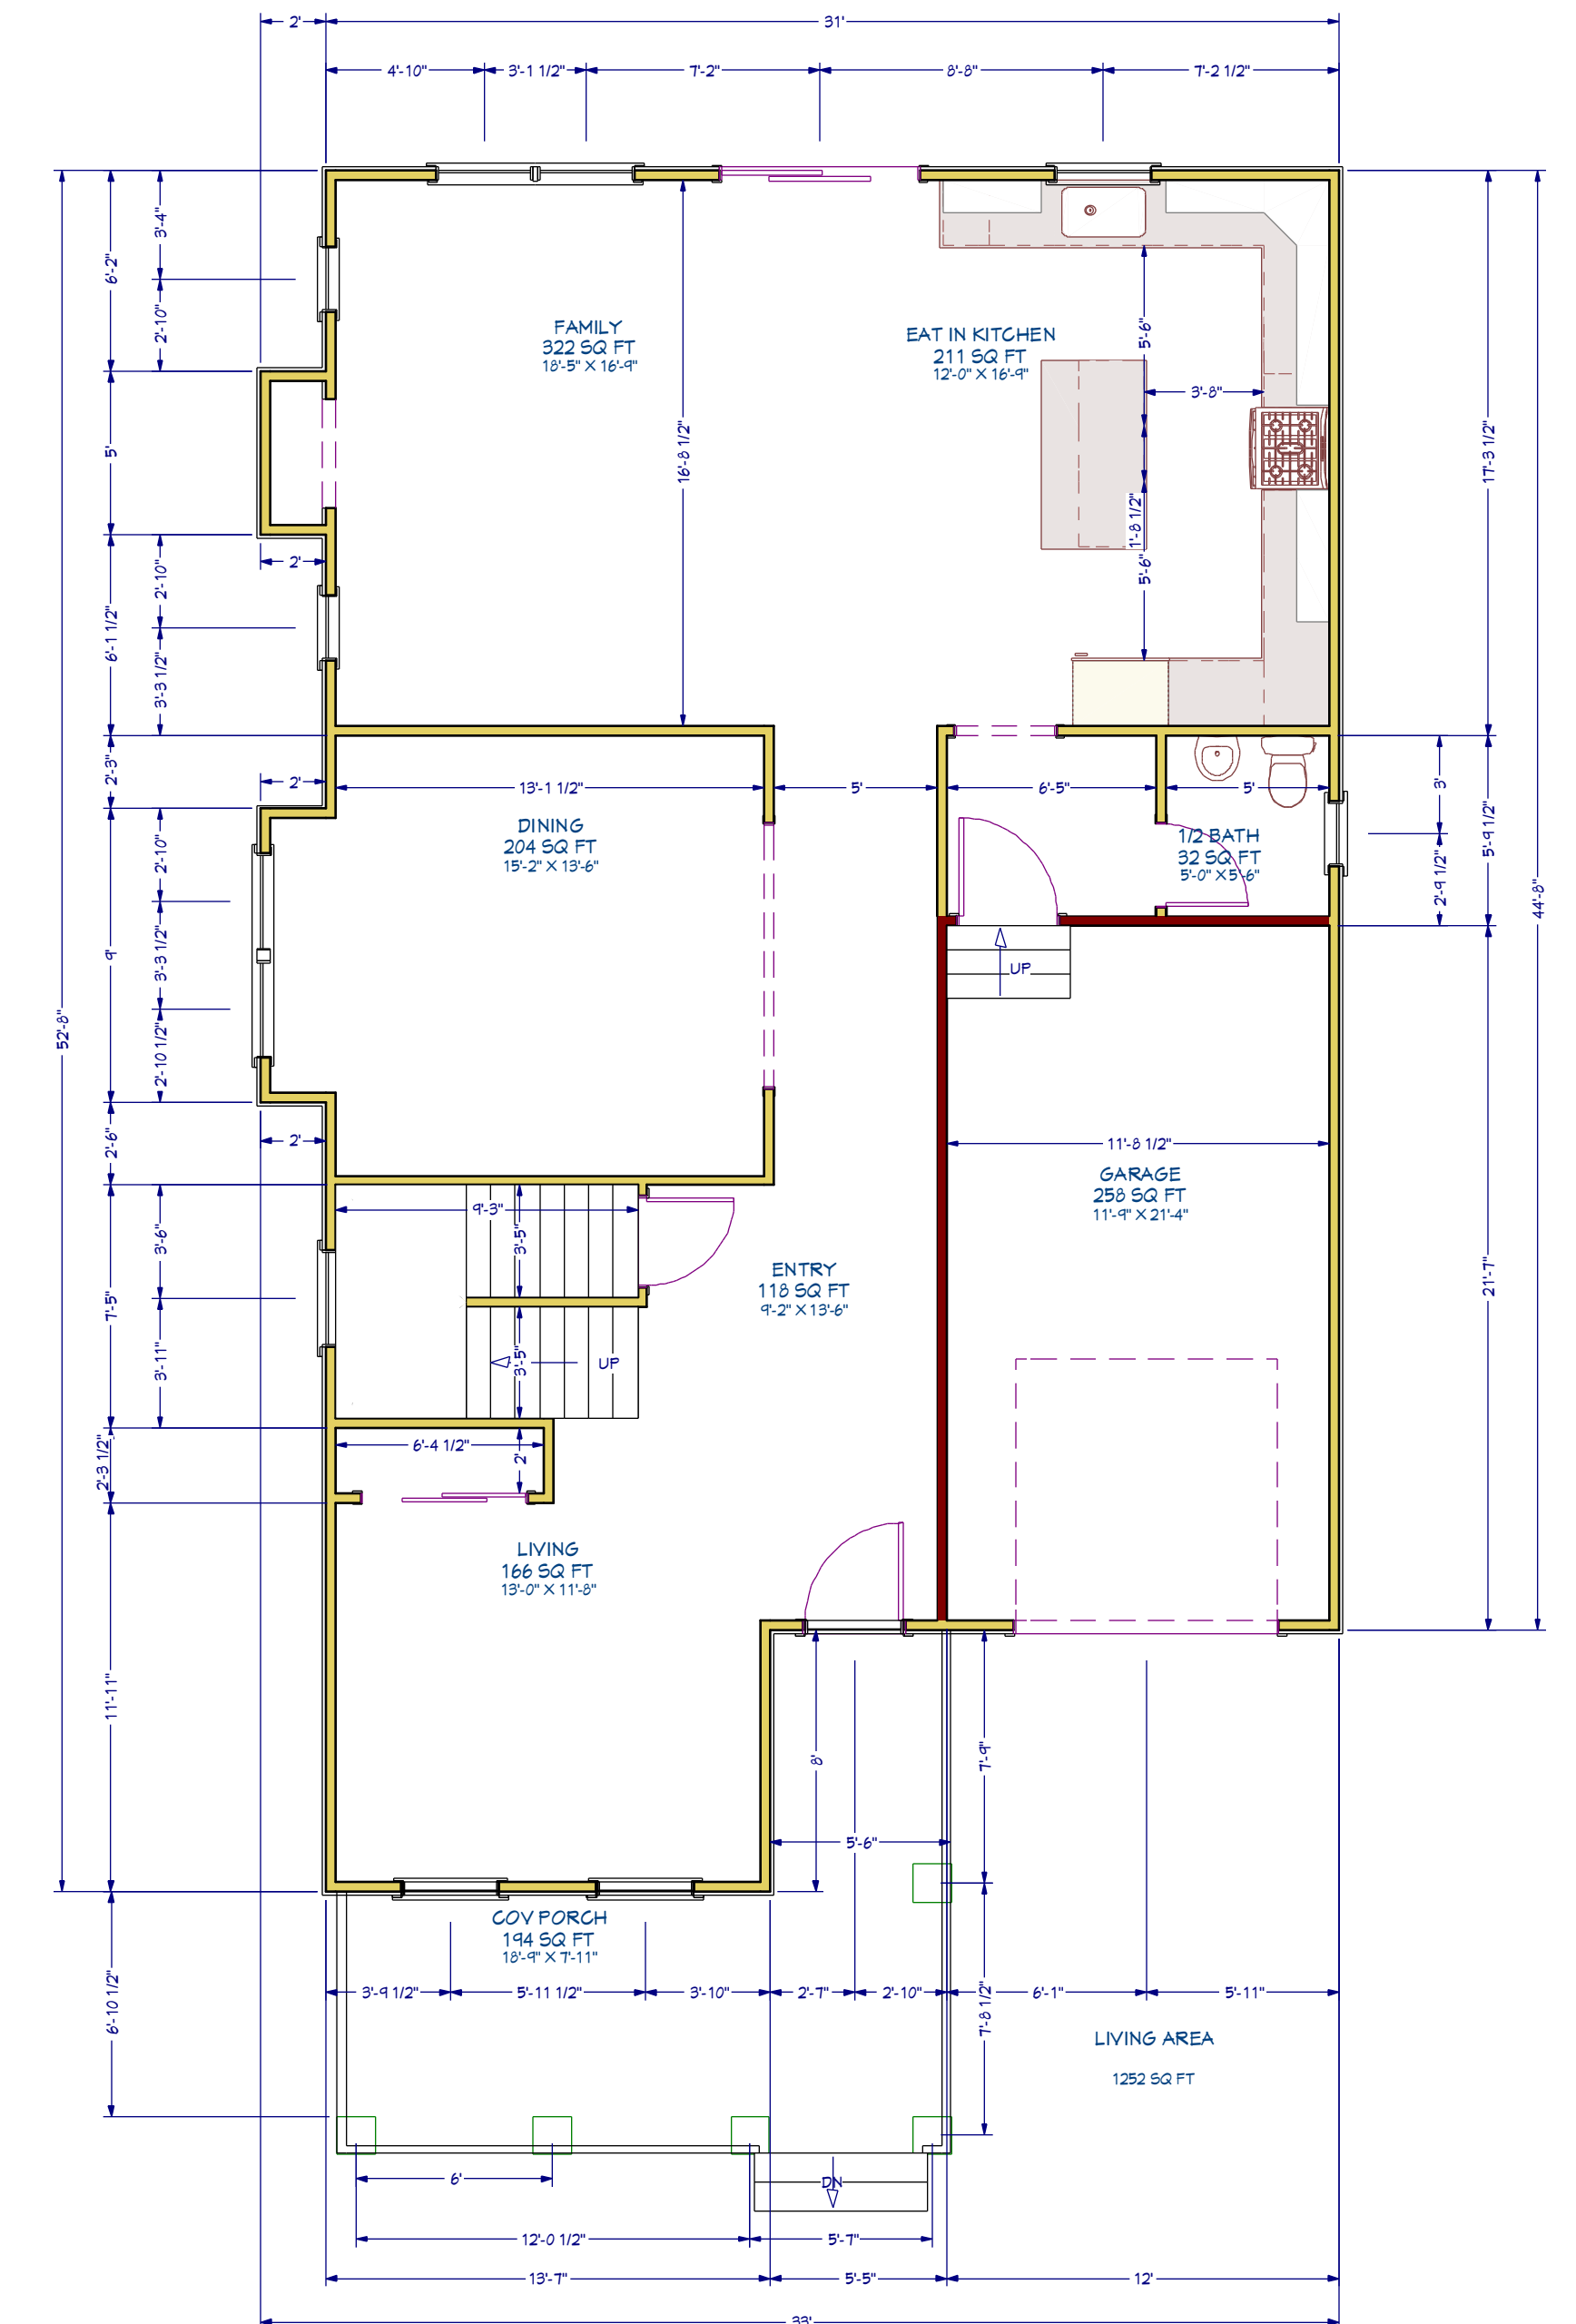 2'
31'
4'-10"
3'-1 1/2"
7'-2"
8'-8"
7'-2 1/2"
3'-4"
6'-2"
2'-10"
FAMILY
322 SQ FT
18'-5" X 16'-9"
EAT IN KITCHEN
211 SQ FT
12'-0" X 16'-9"
5'-6"
3'-8"
5'
16'-8 1/2"
17'-3 1/2"
1'-8 1/2"
5'-6"
2'
2'-10"
6'-1 1/2"
3'-3 1/2"
2'-3"
2'
13'-1 1/2"
5'
6'-5"
5'
3'
DINING
204 SQ FT
15'-2" X 13'-6"
1/2 BATH
32 SQ FT
5'-0" X 5'-6"
5'-9 1/2"
2'-9 1/2"
44'-8"
2'-10"
9'
3'-3 1/2"
2'-10 1/2"
52'-8"
UP
2'-6"
2'
11'-8 1/2"
GARAGE
258 SQ FT
11'-9" X 21'-4"
9'-3"
3'-5"
3'-6"
7'-5"
3'-11"
ENTRY
118 SQ FT
9'-2" X 13'-6"
21'-7"
3'-5"
UP
6'-4 1/2"
2'
2'-3 1/2"
LIVING
166 SQ FT
13'-0" X 11'-8"
11'-11"
8'
7'-9"
5'-6"
COV PORCH
194 SQ FT
18'-9" X 7'-11"
6'-10 1/2"
3'-9 1/2"
5'-11 1/2"
3'-10"
2'-7"
2'-10"
7'-8 1/2"
6'-1"
5'-11"
LIVING AREA
1252 SQ FT
6'
DN
12'-0 1/2"
5'-7"
13'-7"
5'-5"
12'
33'